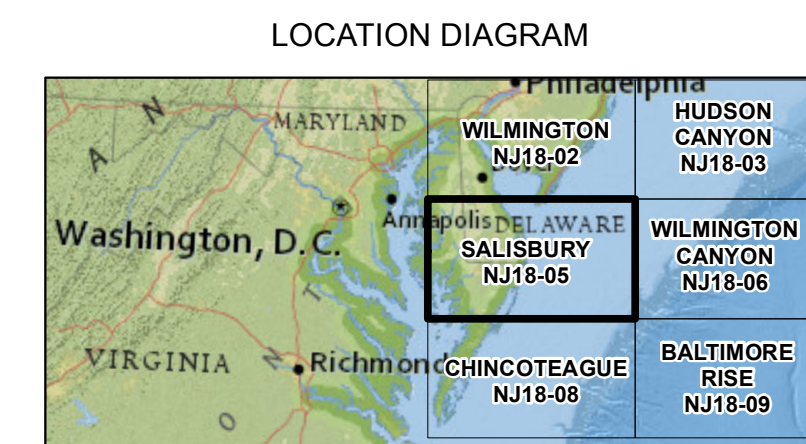 LOCATION DIAGRAM
Philadelphia
MARYLAND
WILMINGTON
NJ18-02
HUDSON
CANYON
NJ18-03
Dover
A N
Annapolis
DELAWARE
Washington, D.C.
SALISBURY
NJ18-05
WILMINGTON
CANYON
NJ18-06
T
VIRGINIA
Z
Richmond
CHINCOTEAGUE
NJ18-08
BALTIMORE
RISE
NJ18-09
O